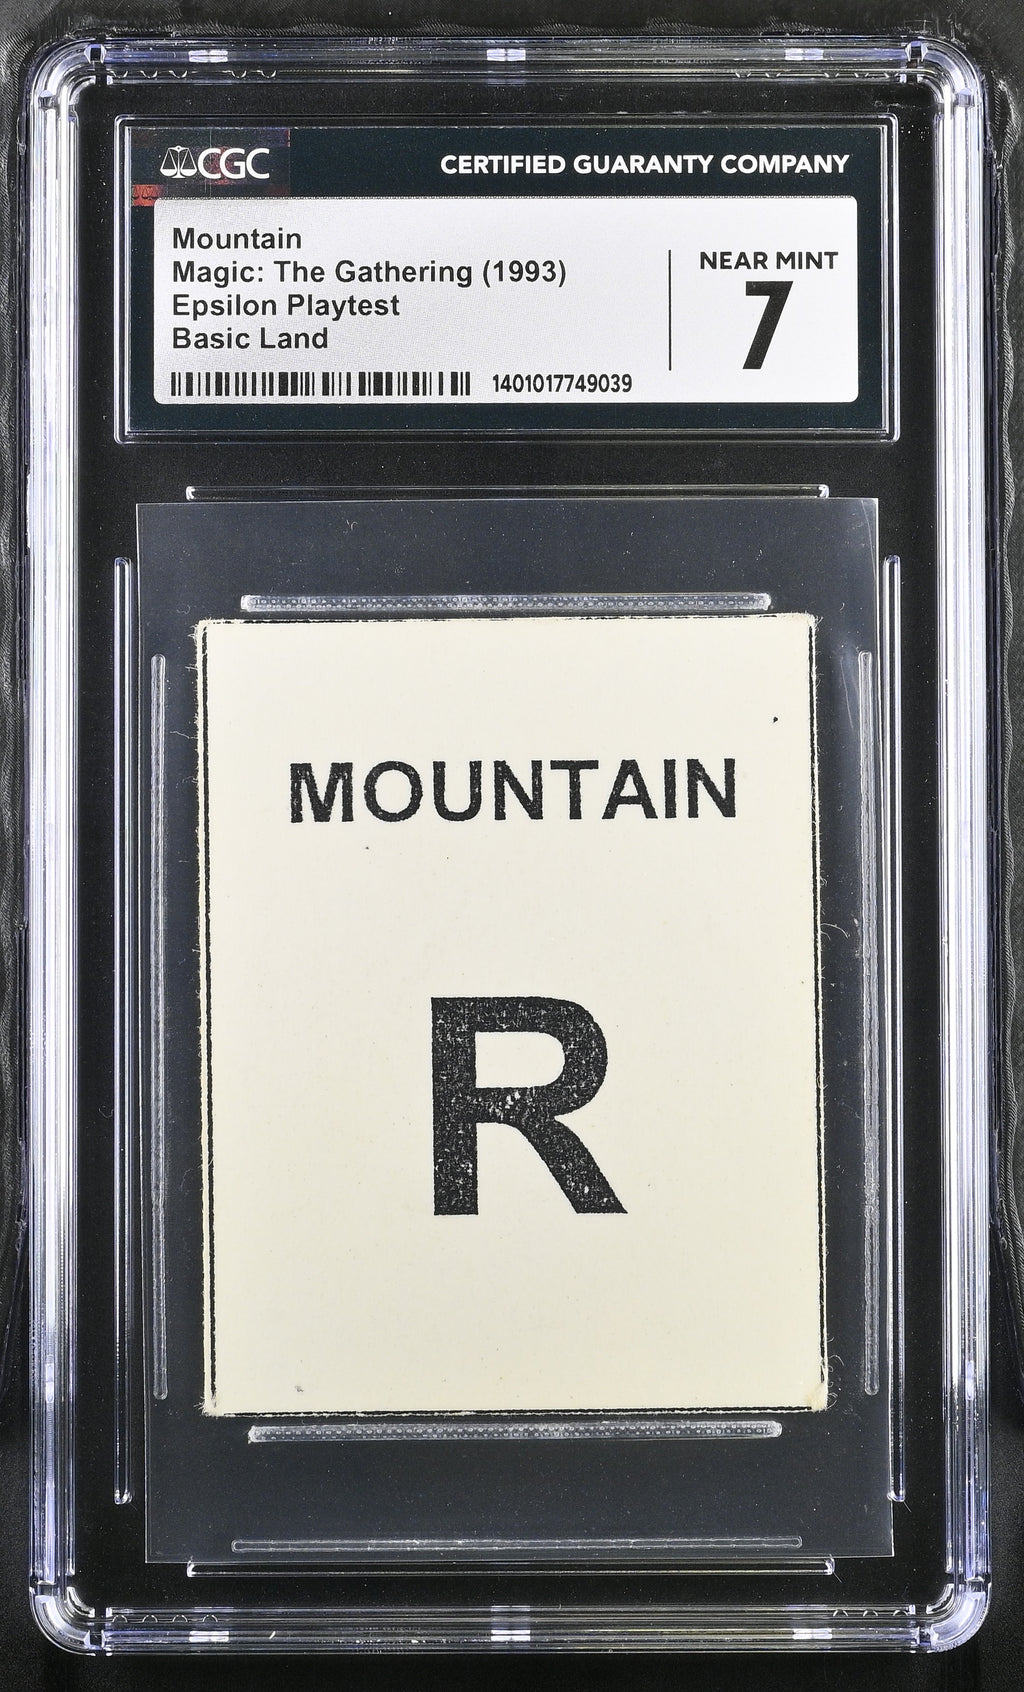 CGC
CERTIFIED GUARANTY COMPANY
Mountain
Magic: The Gathering (1993)
Epsilon Playtest
Basic Land
NEAR MINT
7
1401017749039
MOUNTAIN
R